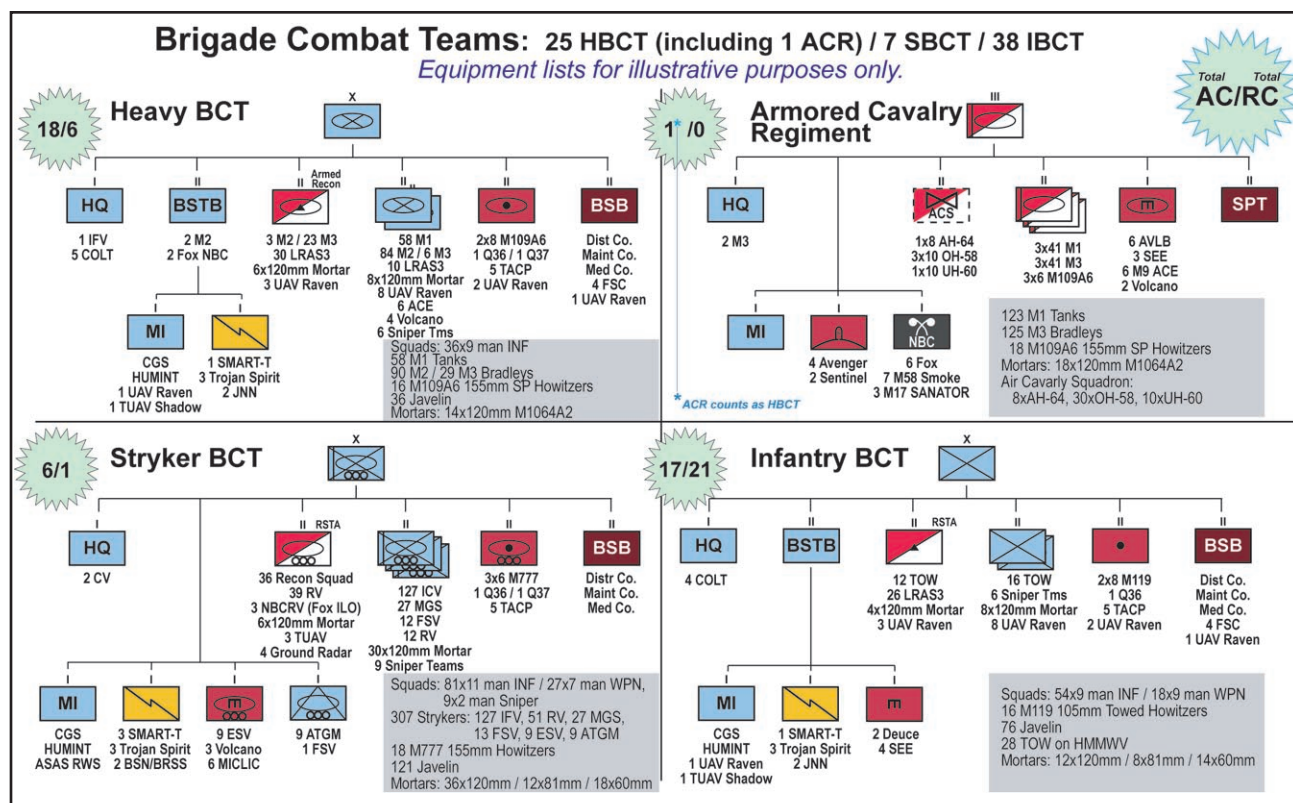 Brigade Combat Teams: 25 HBCT (including 1 ACR) / 7 SBCT / 38 IBCT
Equipment lists for illustrative purposes only.
Total Total
AC/RC
18/6
Heavy BCT
X
I
HQ
1 IFV
5 COLT
II
BSTB
2 M2
2 Fox NBC
II
Armed
Recon
3 M2 / 23 M3
30 LRAS3
6x120mm Mortar
3 UAV Raven
II
58 M1
84 M2 / 6 M3
10 LRAS3
8x120mm Mortar
8 UAV Raven
6 ACE
4 Volcano
6 Sniper Tms
II
2x8 M109A6
1 Q36 / 1 Q37
5 TACP
2 UAV Raven
II
BSB
Dist Co.
Maint Co.
Med Co.
4 FSC
1 UAV Raven
I
MI
CGS
HUMINT
1 UAV Raven
1 TUAV Shadow
I
1 SMART-T
3 Trojan Spirit
2 JNN
Squads: 36x9 man INF
58 M1 Tanks
90 M2 / 29 M3 Bradleys
16 M109A6 155mm SP Howitzers
36 Javelin
Mortars: 14x120mm M1064A2
1* /0
Armored Cavalry
Regiment
III
I
HQ
2 M3
II
ACS
1x8 AH-64
3x10 OH-58
1x10 UH-60
II
3x41 M1
3x41 M3
3x6 M109A6
I
E
6 AVLB
3 SEE
6 M9 ACE
2 Volcano
II
SPT
I
MI
I
4 Avenger
2 Sentinel
I
NBC
6 Fox
7 M58 Smoke
3 M17 SANATOR
123 M1 Tanks
125 M3 Bradleys
18 M109A6 155mm SP Howitzers
Mortars: 18x120mm M1064A2
Air Cavarly Squadron:
8xAH-64, 30xOH-58, 10xUH-60
*ACR counts as HBCT
6/1
Stryker BCT
X
I
HQ
2 CV
II RSTA
36 Recon Squad
39 RV
3 NBCRV (Fox ILO)
6x120mm Mortar
3 TUAV
4 Ground Radar
II
127 ICV
27 MGS
12 FSV
12 RV
30x120mm Mortar
9 Sniper Teams
II
3x6 M777
1 Q36 / 1 Q37
5 TACP
II
BSB
Distr Co.
Maint Co.
Med Co.
I
MI
CGS
HUMINT
ASAS RWS
I
3 SMART-T
3 Trojan Spirit
2 BSN/BRSS
I
E
9 ESV
3 Volcano
6 MICLIC
I
9 ATGM
1 FSV
Squads: 81x11 man INF / 27x7 man WPN,
9x2 man Sniper
307 Strykers: 127 IFV, 51 RV, 27 MGS,
13 FSV, 9 ESV, 9 ATGM
18 M777 155mm Howitzers
121 Javelin
Mortars: 36x120mm / 12x81mm / 18x60mm
17/21
Infantry BCT
X
I
HQ
4 COLT
II
BSTB
II RSTA
12 TOW
26 LRAS3
4x120mm Mortar
3 UAV Raven
II
16 TOW
6 Sniper Tms
8x120mm Mortar
8 UAV Raven
II
2x8 M119
1 Q36
5 TACP
2 UAV Raven
II
BSB
Dist Co.
Maint Co.
Med Co.
4 FSC
1 UAV Raven
I
MI
CGS
HUMINT
1 UAV Raven
1 TUAV Shadow
I
1 SMART-T
3 Trojan Spirit
2 JNN
I
E
2 Deuce
4 SEE
Squads: 54x9 man INF / 18x9 man WPN
16 M119 105mm Towed Howitzers
76 Javelin
28 TOW on HMMWV
Mortars: 12x120mm / 8x81mm / 14x60mm